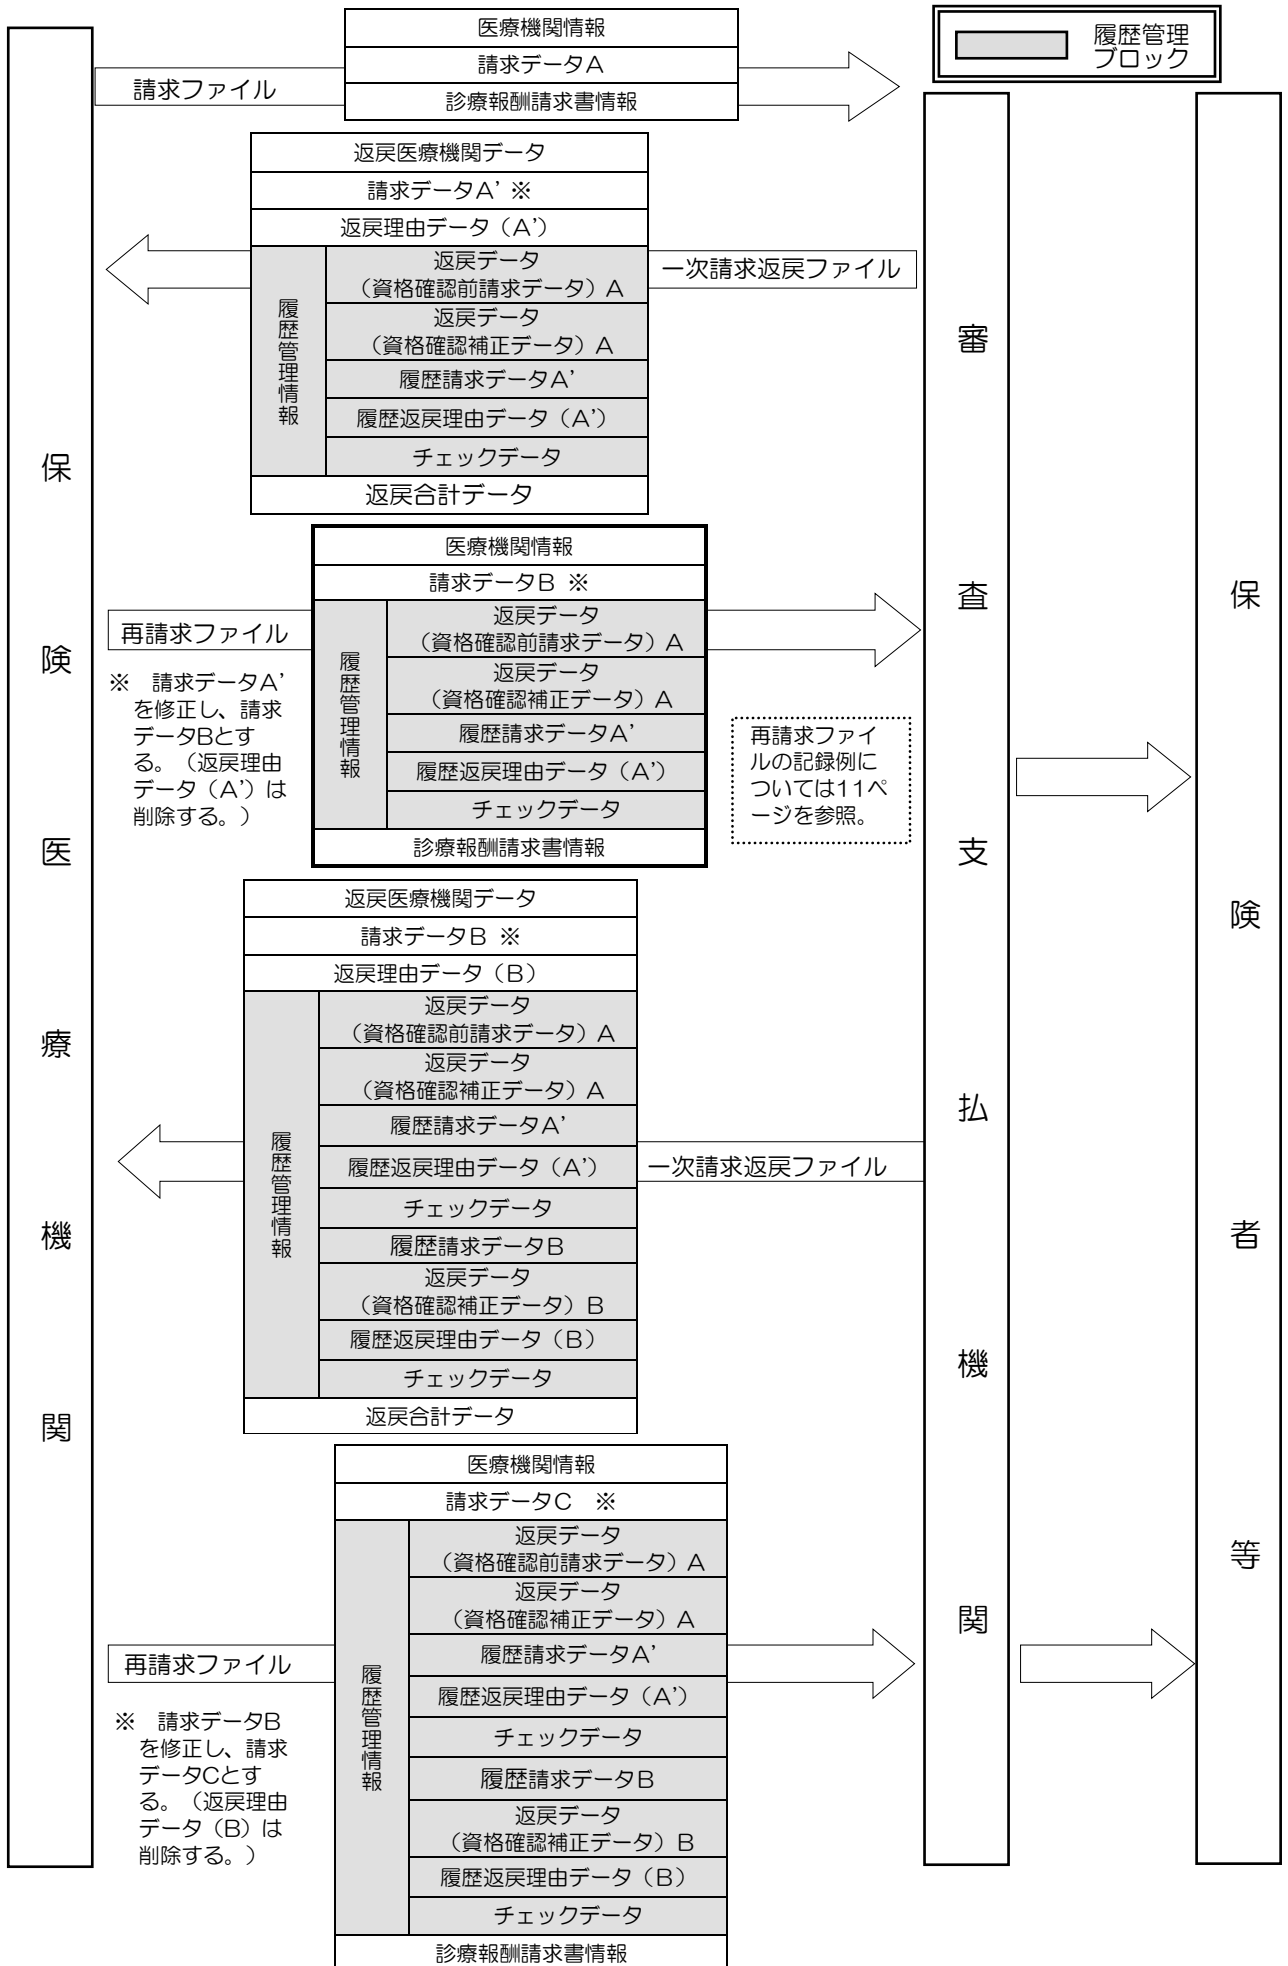 医療機関情報
請求データA
診療報酬請求書情報
請求ファイル
履歴管理
ブロック
返戻医療機関データ
請求データA’ ※
返戻理由データ（A’）
履歴管理情報
返戻データ
（資格確認前請求データ）A
返戻データ
（資格確認補正データ）A
履歴請求データA’
履歴返戻理由データ（A’）
チェックデータ
返戻合計データ
一次請求返戻ファイル
医療機関情報
請求データB ※
履歴管理情報
返戻データ
（資格確認前請求データ）A
返戻データ
（資格確認補正データ）A
履歴請求データA’
履歴返戻理由データ（A’）
チェックデータ
診療報酬請求書情報
再請求ファイル
※　請求データA’
を修正し、請求
データBとす
る。（返戻理由
データ（A’）は
削除する。）
再請求ファイ
ルの記録例に
ついては11ペ
ージを参照。
返戻医療機関データ
請求データB ※
返戻理由データ（B）
履歴管理情報
返戻データ
（資格確認前請求データ）A
返戻データ
（資格確認補正データ）A
履歴請求データA’
履歴返戻理由データ（A’）
チェックデータ
履歴請求データB
返戻データ
（資格確認補正データ）B
履歴返戻理由データ（B）
チェックデータ
返戻合計データ
一次請求返戻ファイル
医療機関情報
請求データC　※
履歴管理情報
返戻データ
（資格確認前請求データ）A
返戻データ
（資格確認補正データ）A
履歴請求データA’
履歴返戻理由データ（A’）
チェックデータ
履歴請求データB
返戻データ
（資格確認補正データ）B
履歴返戻理由データ（B）
チェックデータ
診療報酬請求書情報
再請求ファイル
※　請求データB
を修正し、請求
データCとす
る。（返戻理由
データ（B）は
削除する。）
保険医療機関
審査支払機関
保険者等